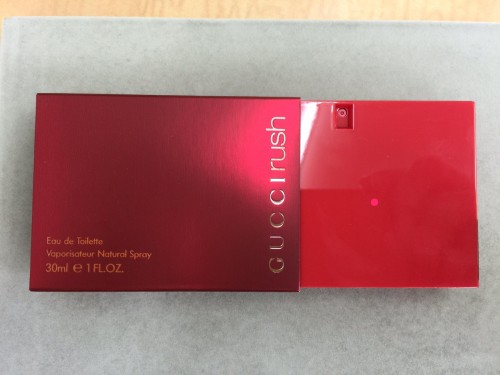 GUCCI rush
Eau de Toilette
Vaporisateur Natural Spray
30ml ℮ 1 FL.OZ.